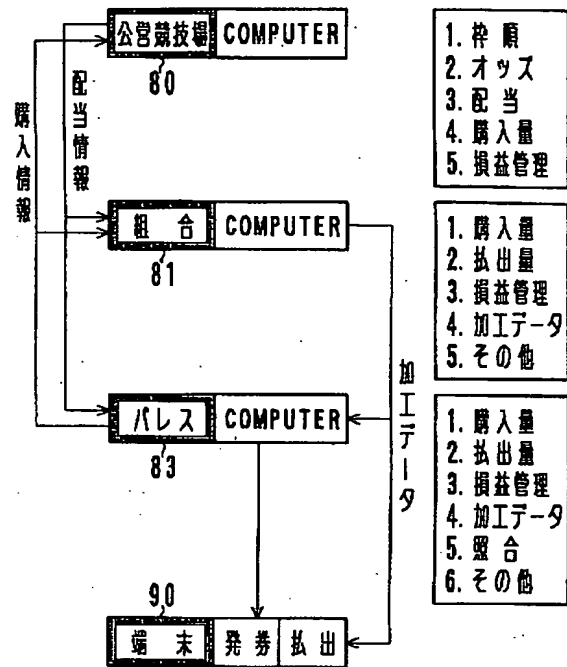 公営競技場 COMPUTER
80
購入情報
配当情報
1. 枠順
2. オッズ
3. 配当
4. 購入量
5. 損益管理
組合 COMPUTER
81
1. 購入量
2. 払出量
3. 損益管理
4. 加工データ
5. その他
加工データ
パレス COMPUTER
83
1. 購入量
2. 払出量
3. 損益管理
4. 加工データ
5. 照合
6. その他
90
端末 発券 払出